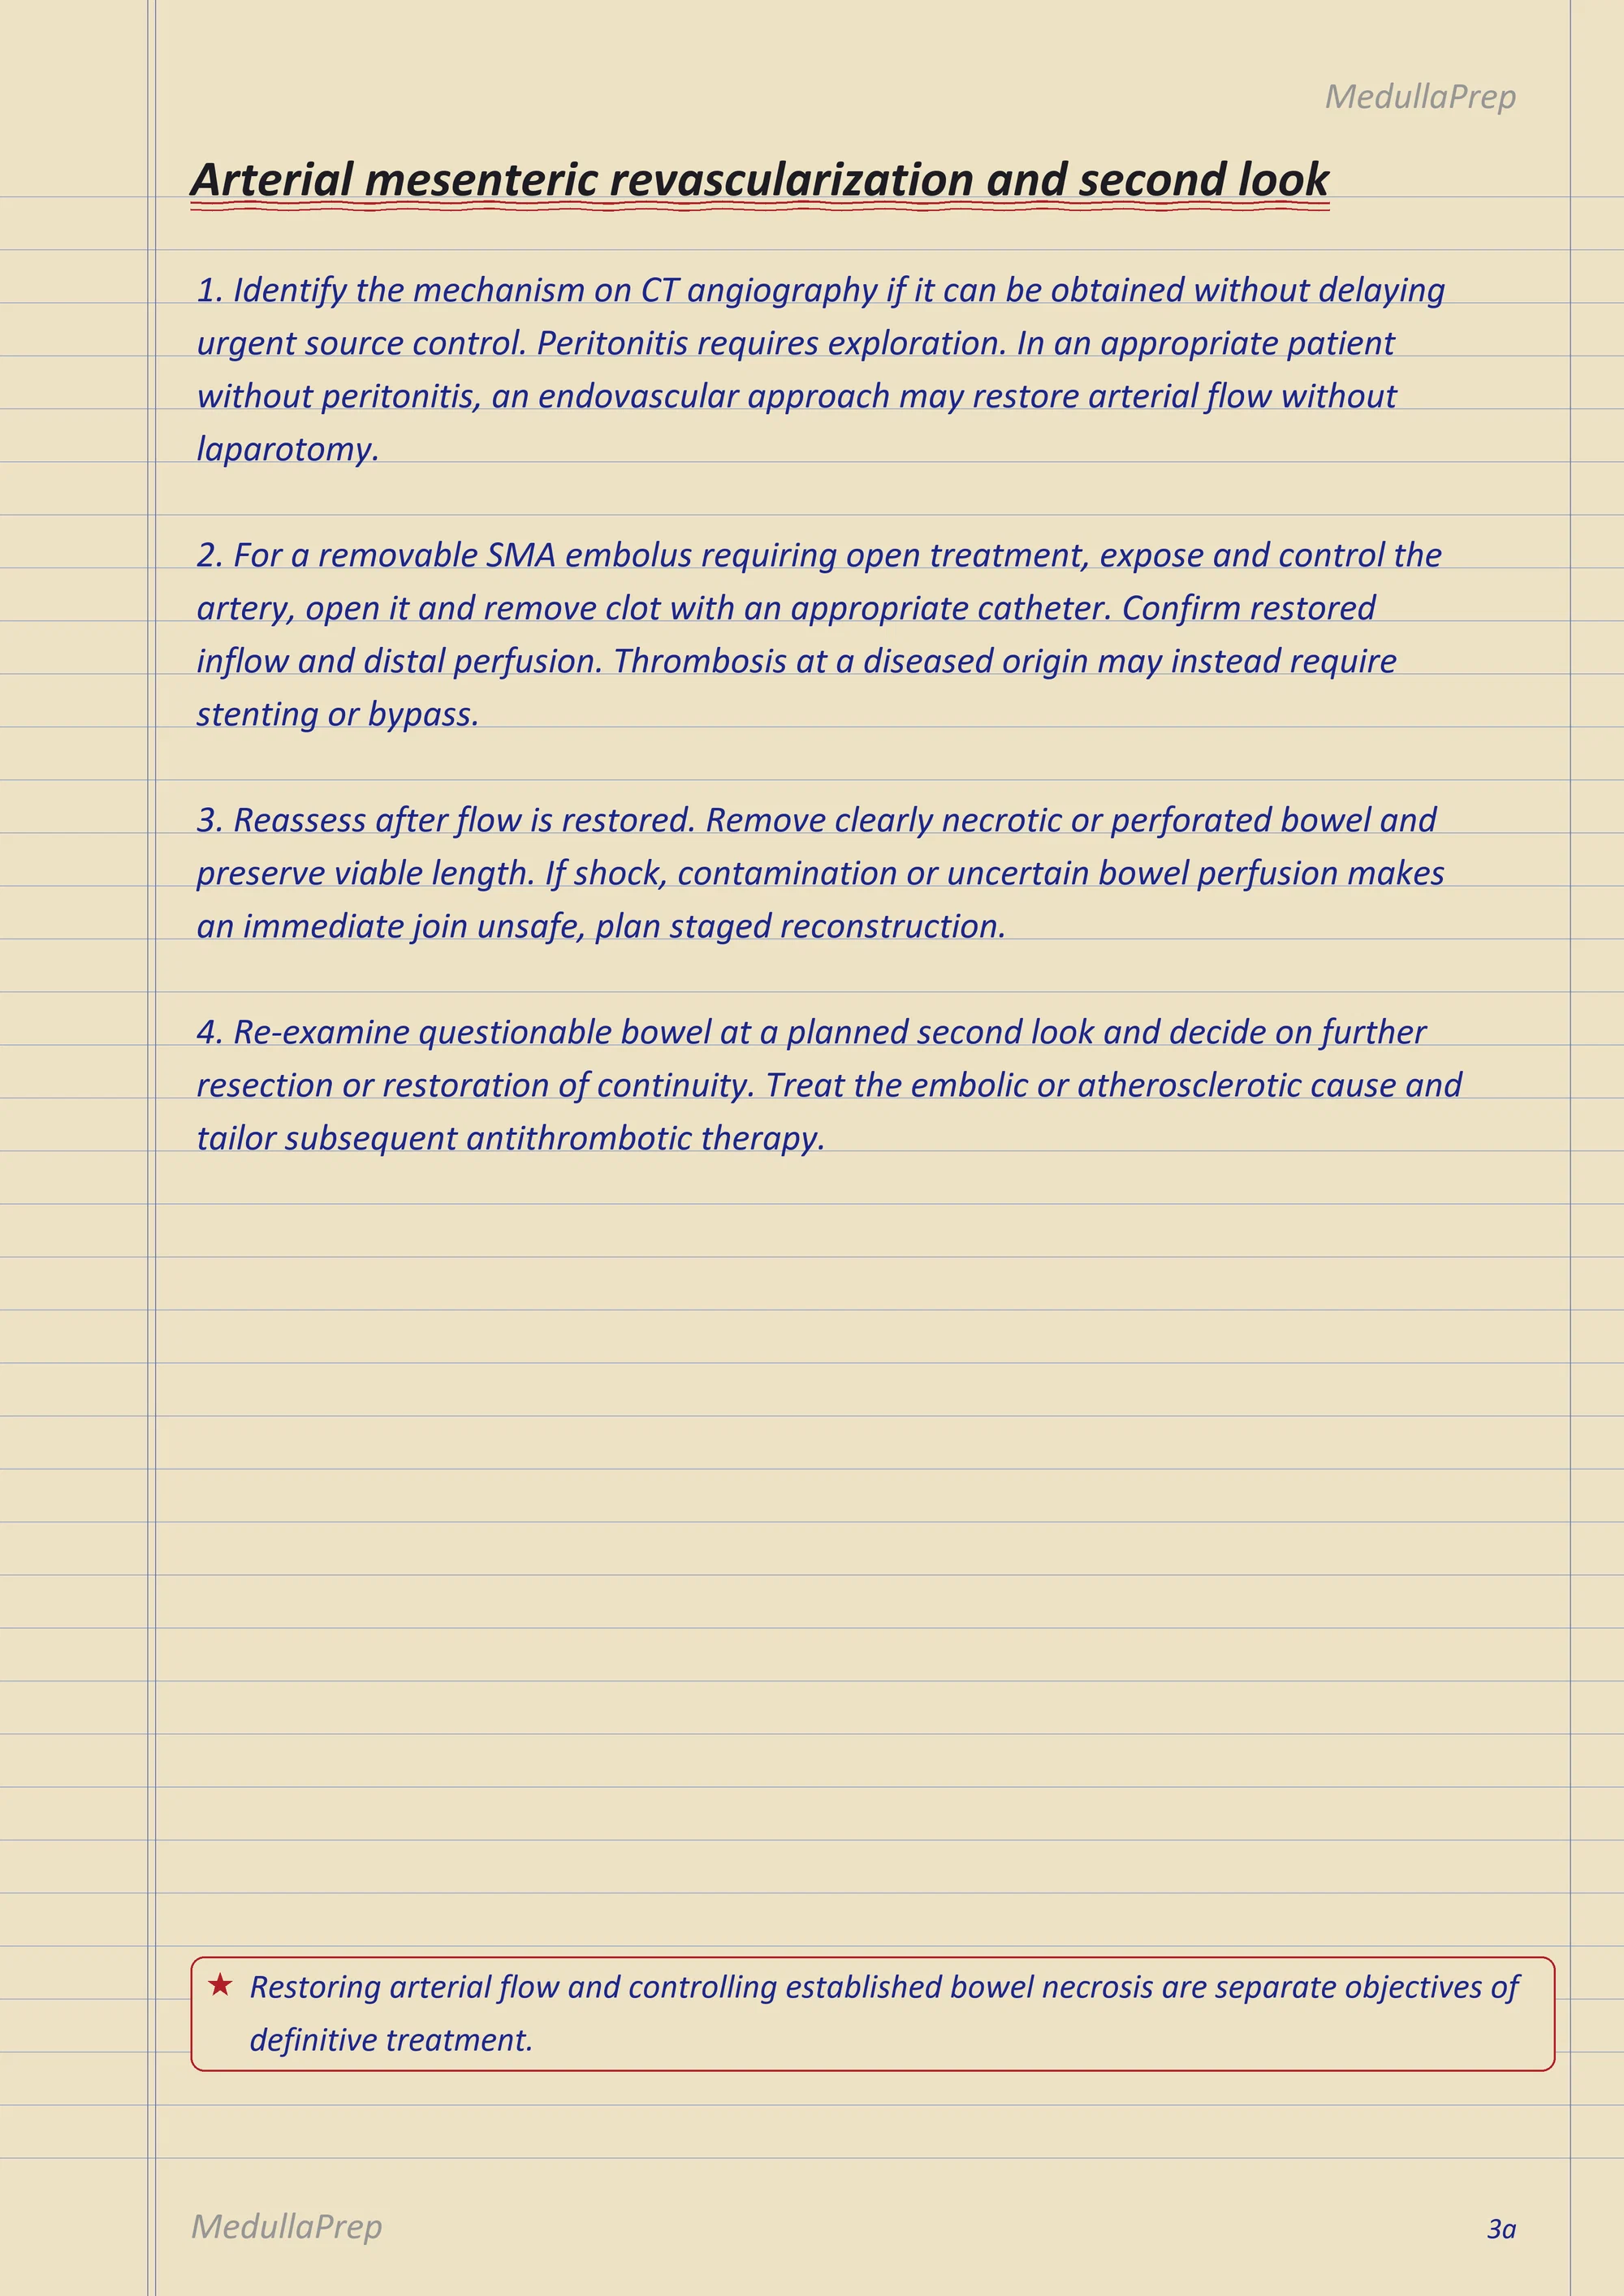 MedullaPrep
Arterial mesenteric revascularization and second look
1. Identify the mechanism on CT angiography if it can be obtained without delaying
urgent source control. Peritonitis requires exploration. In an appropriate patient
without peritonitis, an endovascular approach may restore arterial flow without
laparotomy.
2. For a removable SMA embolus requiring open treatment, expose and control the
artery, open it and remove clot with an appropriate catheter. Confirm restored
inflow and distal perfusion. Thrombosis at a diseased origin may instead require
stenting or bypass.
3. Reassess after flow is restored. Remove clearly necrotic or perforated bowel and
preserve viable length. If shock, contamination or uncertain bowel perfusion makes
an immediate join unsafe, plan staged reconstruction.
4. Re-examine questionable bowel at a planned second look and decide on further
resection or restoration of continuity. Treat the embolic or atherosclerotic cause and
tailor subsequent antithrombotic therapy.
★ Restoring arterial flow and controlling established bowel necrosis are separate objectives of
definitive treatment.
MedullaPrep
3a